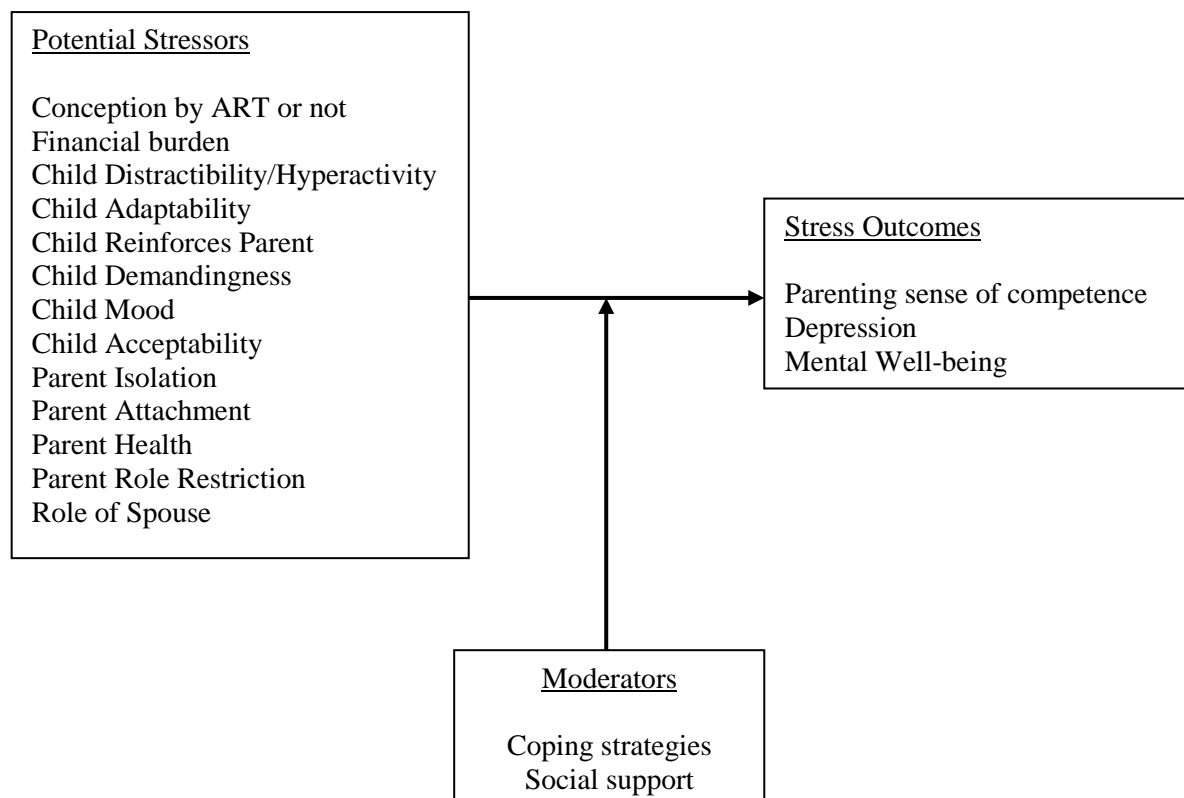 Potential Stressors
Conception by ART or not
Financial burden
Child Distractibility/Hyperactivity
Child Adaptability
Child Reinforces Parent
Child Demandingness
Child Mood
Child Acceptability
Parent Isolation
Parent Attachment
Parent Health
Parent Role Restriction
Role of Spouse
Stress Outcomes
Parenting sense of competence
Depression
Mental Well-being
Moderators
Coping strategies
Social support